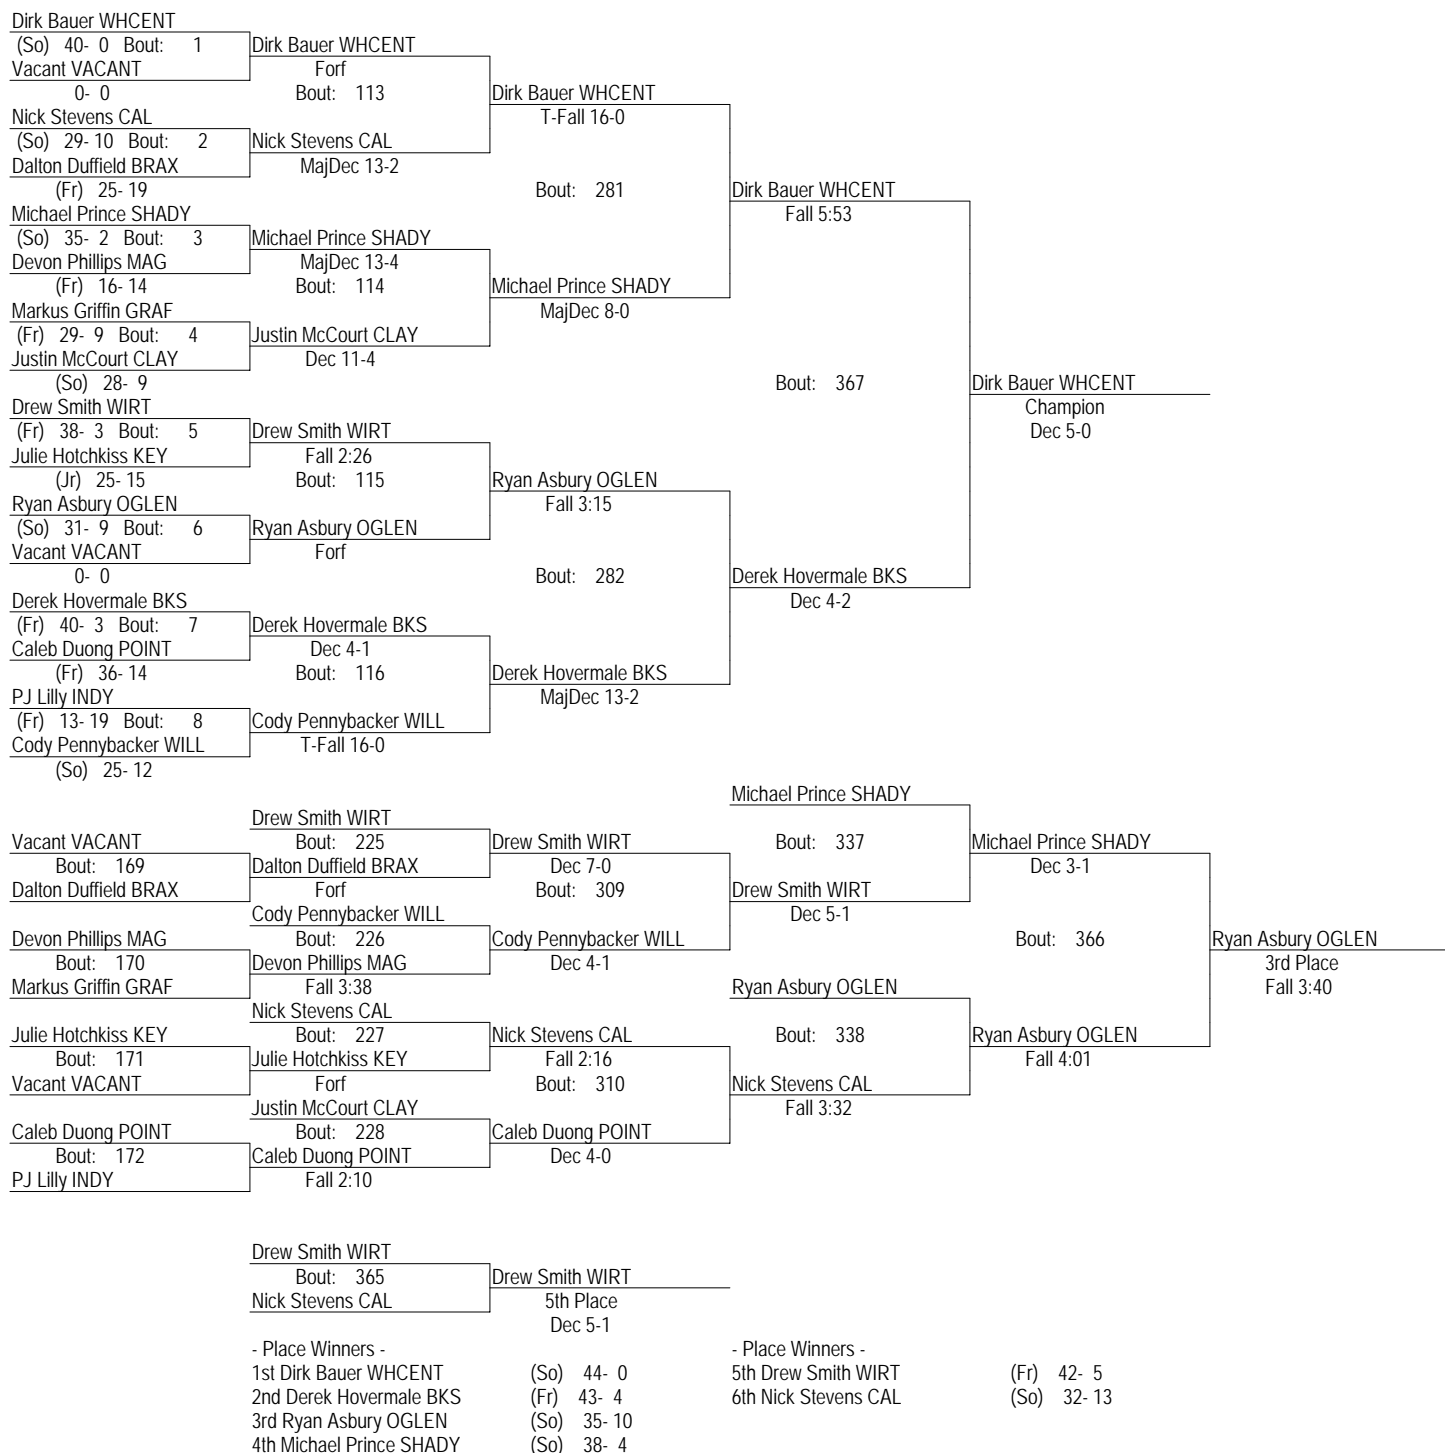 Dirk Bauer WHCENT
(So) 40- 0 Bout: 1 Dirk Bauer WHCENT
Vacant VACANT Forf
0- 0 Bout: 113 Dirk Bauer WHCENT
Nick Stevens CAL T-Fall 16-0
(So) 29- 10 Bout: 2 Nick Stevens CAL
Dalton Duffield BRAX MajDec 13-2
(Fr) 25- 19 Bout: 281 Dirk Bauer WHCENT
Michael Prince SHADY Fall 5:53
(So) 35- 2 Bout: 3 Michael Prince SHADY
Devon Phillips MAG MajDec 13-4
(Fr) 16- 14 Bout: 114 Michael Prince SHADY
Markus Griffin GRAF MajDec 8-0
(Fr) 29- 9 Bout: 4 Justin McCourt CLAY
Justin McCourt CLAY Dec 11-4
(So) 28- 9 Bout: 367 Dirk Bauer WHCENT
Drew Smith WIRT Champion
(Fr) 38- 3 Bout: 5 Drew Smith WIRT Dec 5-0
Julie Hotchkiss KEY Fall 2:26
(Jr) 25- 15 Bout: 115 Ryan Asbury OGLEN
Ryan Asbury OGLEN Fall 3:15
(So) 31- 9 Bout: 6 Ryan Asbury OGLEN
Vacant VACANT Forf
0- 0 Bout: 282 Derek Hovermale BKS
Derek Hovermale BKS Dec 4-2
(Fr) 40- 3 Bout: 7 Derek Hovermale BKS
Caleb Duong POINT Dec 4-1
(Fr) 36- 14 Bout: 116 Derek Hovermale BKS
PJ Lilly INDY MajDec 13-2
(Fr) 13- 19 Bout: 8 Cody Pennybacker WILL
Cody Pennybacker WILL T-Fall 16-0
(So) 25- 12
Michael Prince SHADY
Drew Smith WIRT
Vacant VACANT Bout: 225 Drew Smith WIRT Bout: 337 Michael Prince SHADY
Bout: 169 Dalton Duffield BRAX Dec 7-0 Dec 3-1
Dalton Duffield BRAX Forf Bout: 309 Drew Smith WIRT
Cody Pennybacker WILL Dec 5-1
Devon Phillips MAG Bout: 226 Cody Pennybacker WILL Bout: 366 Ryan Asbury OGLEN
Bout: 170 Devon Phillips MAG Dec 4-1 3rd Place
Markus Griffin GRAF Fall 3:38 Ryan Asbury OGLEN Fall 3:40
Nick Stevens CAL
Julie Hotchkiss KEY Bout: 227 Nick Stevens CAL Bout: 338 Ryan Asbury OGLEN
Bout: 171 Julie Hotchkiss KEY Fall 2:16 Fall 4:01
Vacant VACANT Forf Bout: 310 Nick Stevens CAL
Justin McCourt CLAY Fall 3:32
Caleb Duong POINT Bout: 228 Caleb Duong POINT
Bout: 172 Caleb Duong POINT Dec 4-0
PJ Lilly INDY Fall 2:10
Drew Smith WIRT
Bout: 365 Drew Smith WIRT
Nick Stevens CAL 5th Place
Dec 5-1
- Place Winners - - Place Winners -
1st Dirk Bauer WHCENT (So) 44- 0 5th Drew Smith WIRT (Fr) 42- 5
2nd Derek Hovermale BKS (Fr) 43- 4 6th Nick Stevens CAL (So) 32- 13
3rd Ryan Asbury OGLEN (So) 35- 10
4th Michael Prince SHADY (So) 38- 4